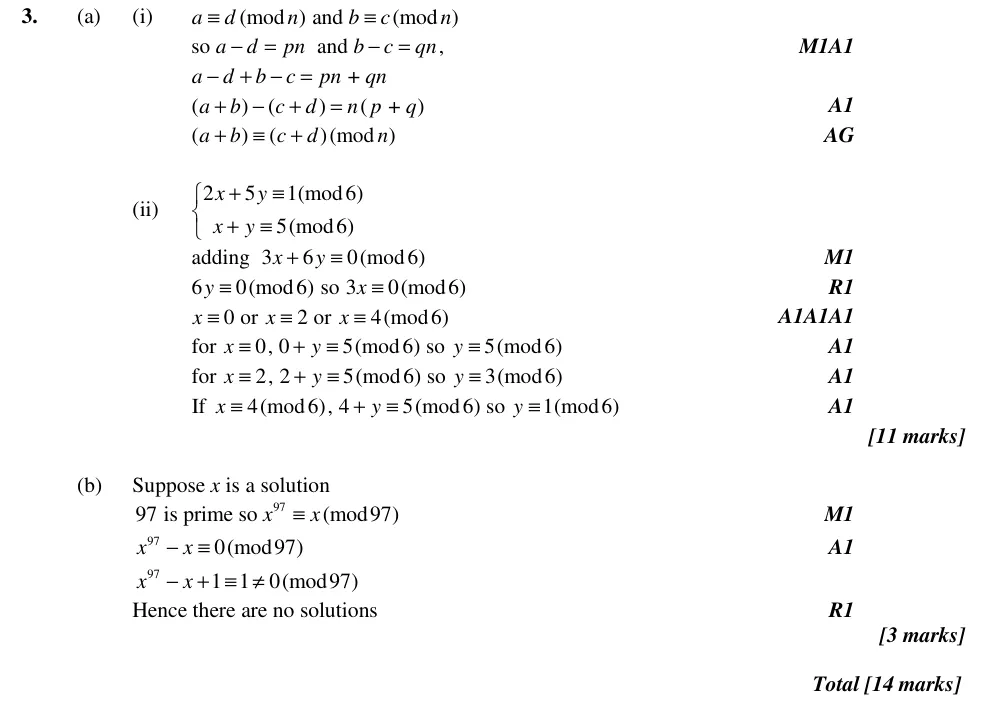 3. (a) (i) a ≡ d (mod n) and b ≡ c (mod n)
so a − d = pn and b − c = qn, M1A1
a − d + b − c = pn + qn
(a + b) − (c + d) = n(p + q) A1
(a + b) ≡ (c + d)(mod n) AG
(ii) { 2x + 5y ≡ 1(mod 6)
x + y ≡ 5(mod 6)
adding 3x + 6y ≡ 0(mod 6) M1
6y ≡ 0(mod 6) so 3x ≡ 0(mod 6) R1
x ≡ 0 or x ≡ 2 or x ≡ 4(mod 6) A1A1A1
for x ≡ 0, 0 + y ≡ 5(mod 6) so y ≡ 5(mod 6) A1
for x ≡ 2, 2 + y ≡ 5(mod 6) so y ≡ 3(mod 6) A1
If x ≡ 4(mod 6), 4 + y ≡ 5(mod 6) so y ≡ 1(mod 6) A1
[11 marks]
(b) Suppose x is a solution
97 is prime so x⁹⁷ ≡ x(mod 97) M1
x⁹⁷ − x ≡ 0(mod 97) A1
x⁹⁷ − x + 1 ≡ 1 ≠ 0(mod 97)
Hence there are no solutions R1
[3 marks]
Total [14 marks]